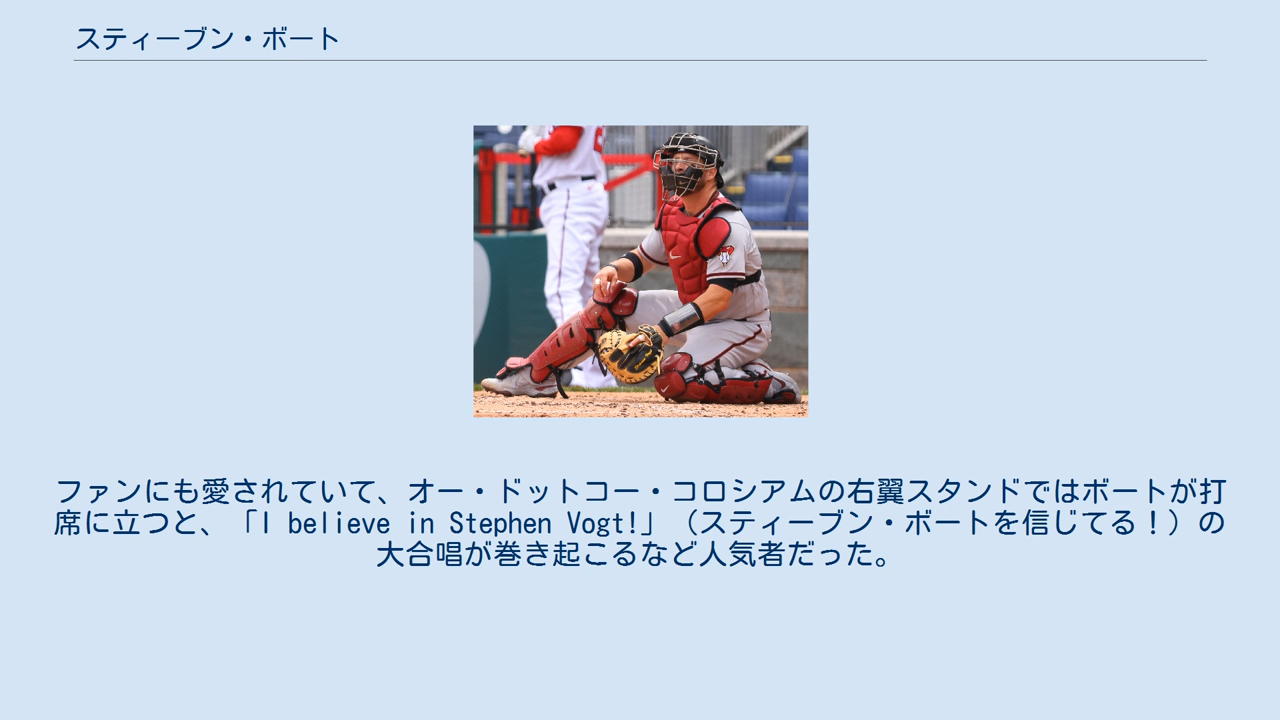 スティーブン・ボート
ファンにも愛されていて、オー・ドットコー・コロシアムの右翼スタンドではボートが打
席に立つと、「I believe in Stephen Vogt!」（スティーブン・ボートを信じてる！）の
大合唱が巻き起こるなど人気者だった。